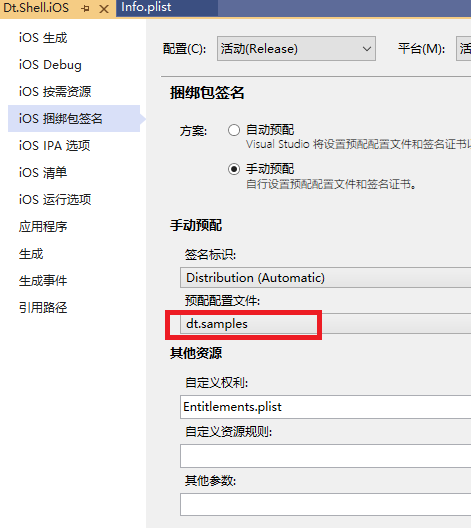 Dt.Shell.iOS
Info.plist
iOS 生成
iOS Debug
iOS 按需资源
iOS 捆绑包签名
iOS IPA 选项
iOS 清单
iOS 运行选项
应用程序
生成
生成事件
引用路径
配置(C): 活动(Release) 平台(M): 活
捆绑包签名
方案: 自动预配
Visual Studio 将设置预配配置文件和签名证书以
手动预配
自行设置预配配置文件和签名证书。
手动预配
签名标识:
Distribution (Automatic)
预配配置文件:
dt.samples
其他资源
自定义权利:
Entitlements.plist
自定义资源规则:
其他参数: